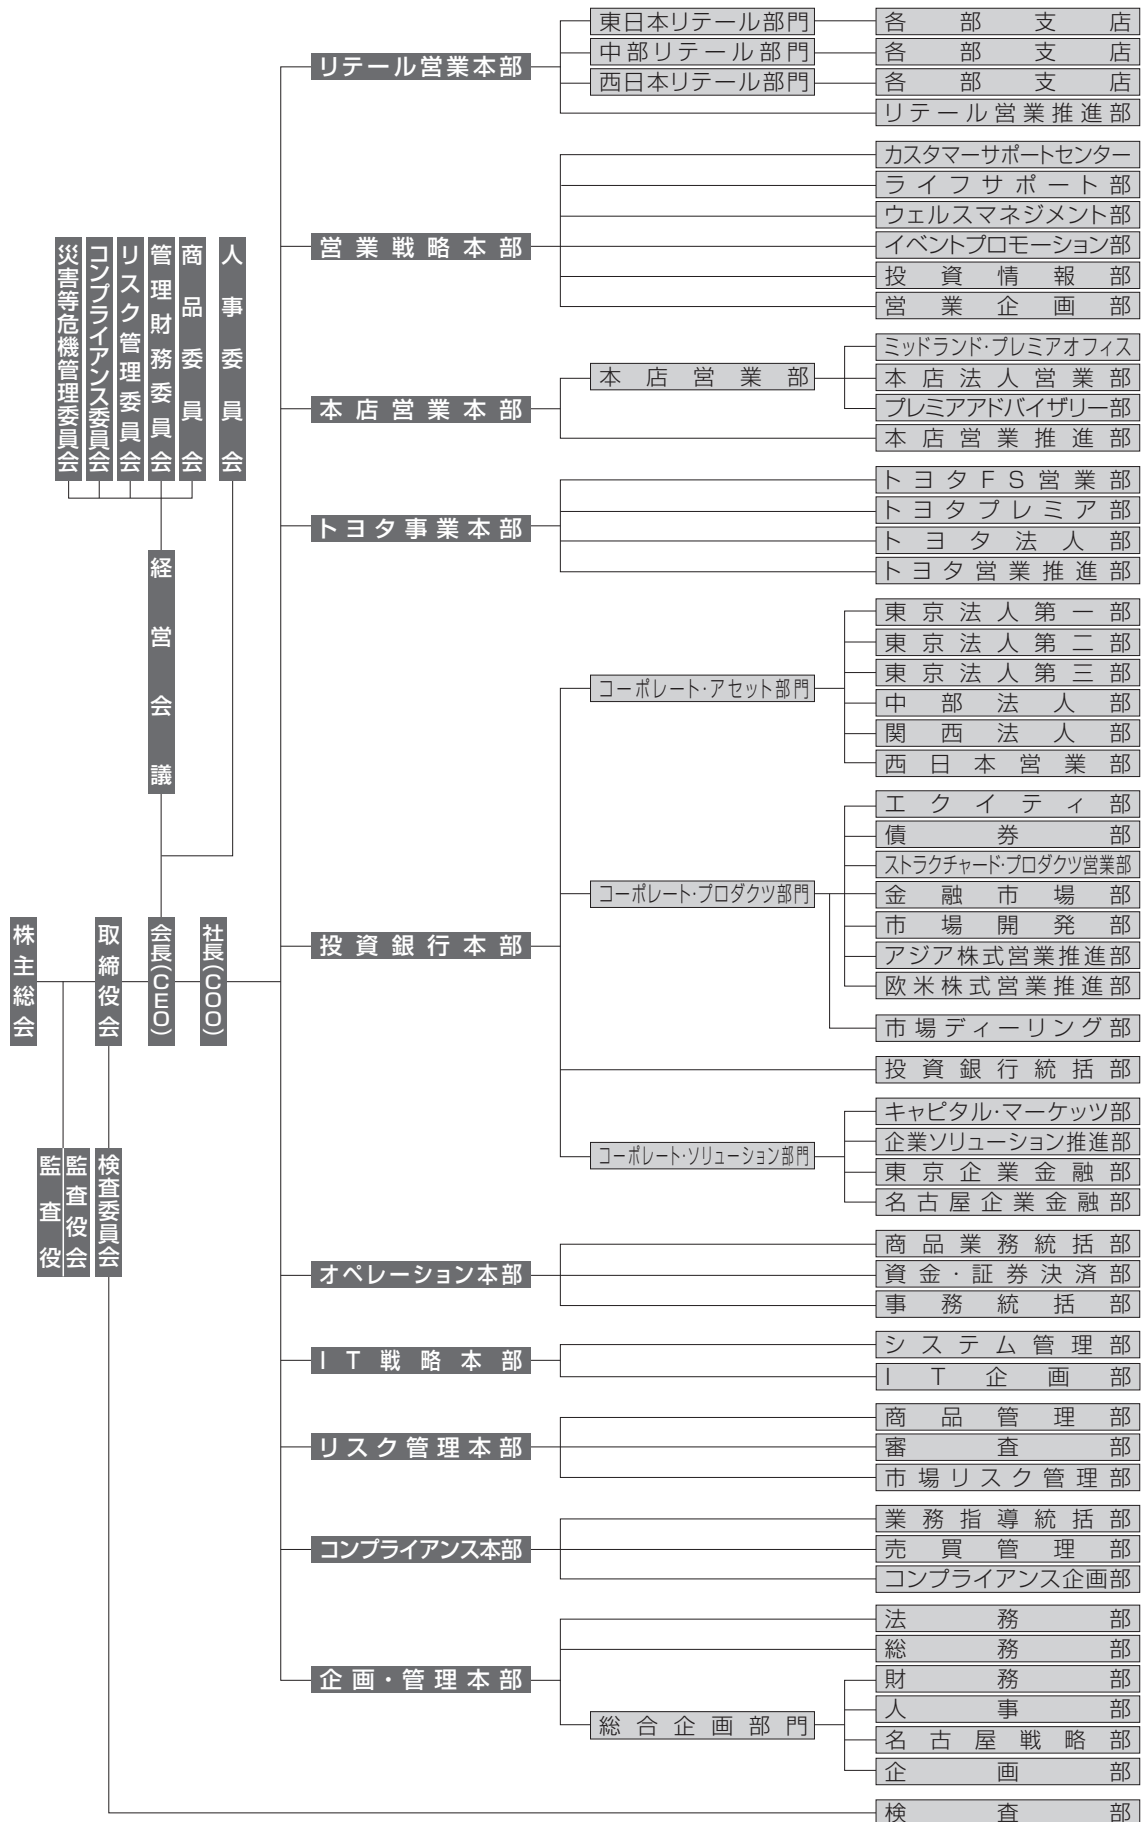 東日本リテール部門
各部支店
中部リテール部門
各部支店
リテール営業本部
西日本リテール部門
各部支店
リテール営業推進部
カスタマーサポートセンター
ライフサポート部
ウェルスマネジメント部
営業戦略本部
イベントプロモーション部
投資情報部
営業企画部
災害等危機管理委員会
コンプライアンス委員会
リスク管理委員会
管理財務委員会
商品委員会
人事委員会
ミッドランド・プレミアオフィス
本店営業部
本店法人営業部
本店営業本部
プレミアアドバイザリー部
本店営業推進部
トヨタFS営業部
トヨタプレミア部
トヨタ事業本部
トヨタ法人部
トヨタ営業推進部
経営会議
東京法人第一部
東京法人第二部
東京法人第三部
コーポレート・アセット部門
中部法人部
関西法人部
西日本営業部
エクイティ部
債券部
ストラクチャード・プロダクツ営業部
コーポレート・プロダクツ部門
金融市場部
市場開発部
アジア株式営業推進部
欧米株式営業推進部
市場ディーリング部
株主総会
取締役会
会長(CEO)
社長(COO)
投資銀行本部
投資銀行統括部
キャピタル・マーケッツ部
企業ソリューション推進部
コーポレート・ソリューション部門
東京企業金融部
名古屋企業金融部
監査役
監査役会
検査委員会
商品業務統括部
オペレーション本部
資金・証券決済部
事務統括部
システム管理部
IT戦略本部
IT企画部
商品管理部
リスク管理本部
審査部
市場リスク管理部
業務指導統括部
コンプライアンス本部
売買管理部
コンプライアンス企画部
法務部
総務部
企画・管理本部
財務部
人事部
総合企画部門
名古屋戦略部
企画部
検査部